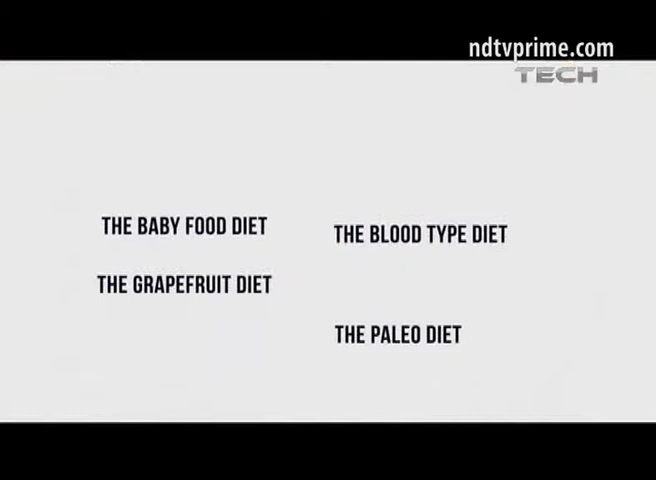 ndtvprime.com
TECH
THE BABY FOOD DIET
THE BLOOD TYPE DIET
THE GRAPEFRUIT DIET
THE PALEO DIET